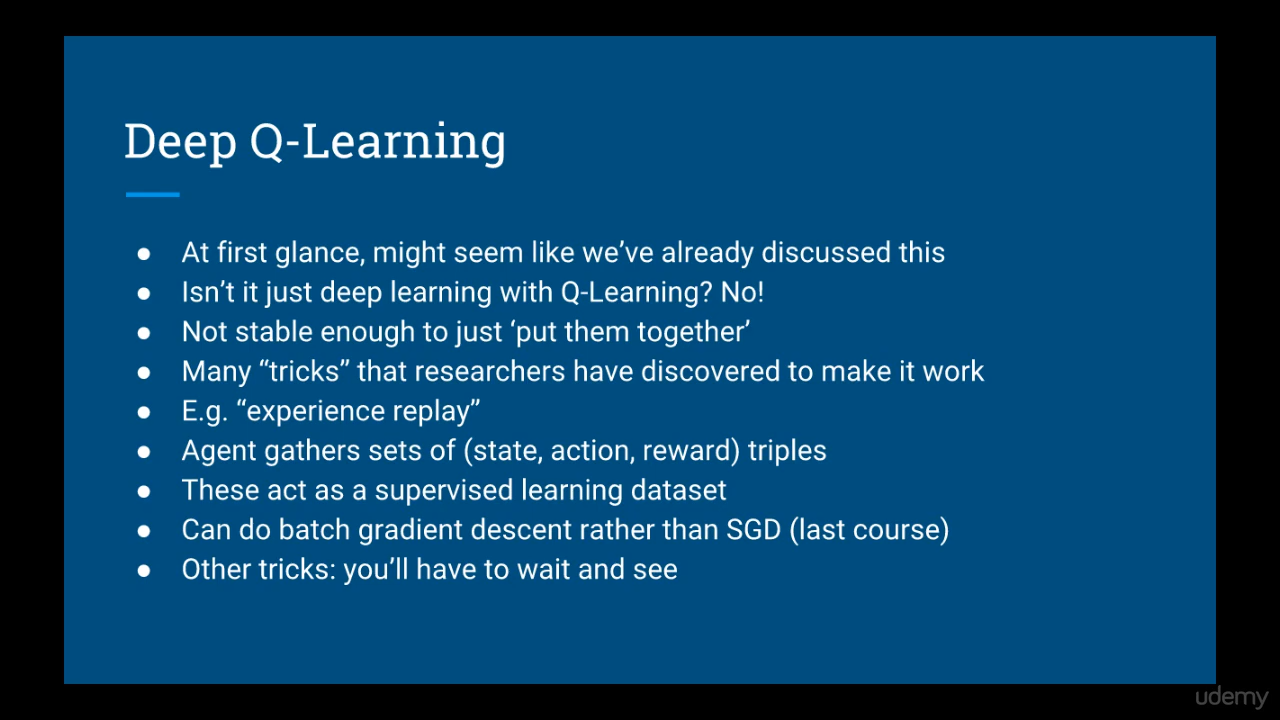 Deep Q-Learning
● At first glance, might seem like we’ve already discussed this
● Isn’t it just deep learning with Q-Learning? No!
● Not stable enough to just ‘put them together’
● Many “tricks” that researchers have discovered to make it work
● E.g. “experience replay”
● Agent gathers sets of (state, action, reward) triples
● These act as a supervised learning dataset
● Can do batch gradient descent rather than SGD (last course)
● Other tricks: you’ll have to wait and see
udemy